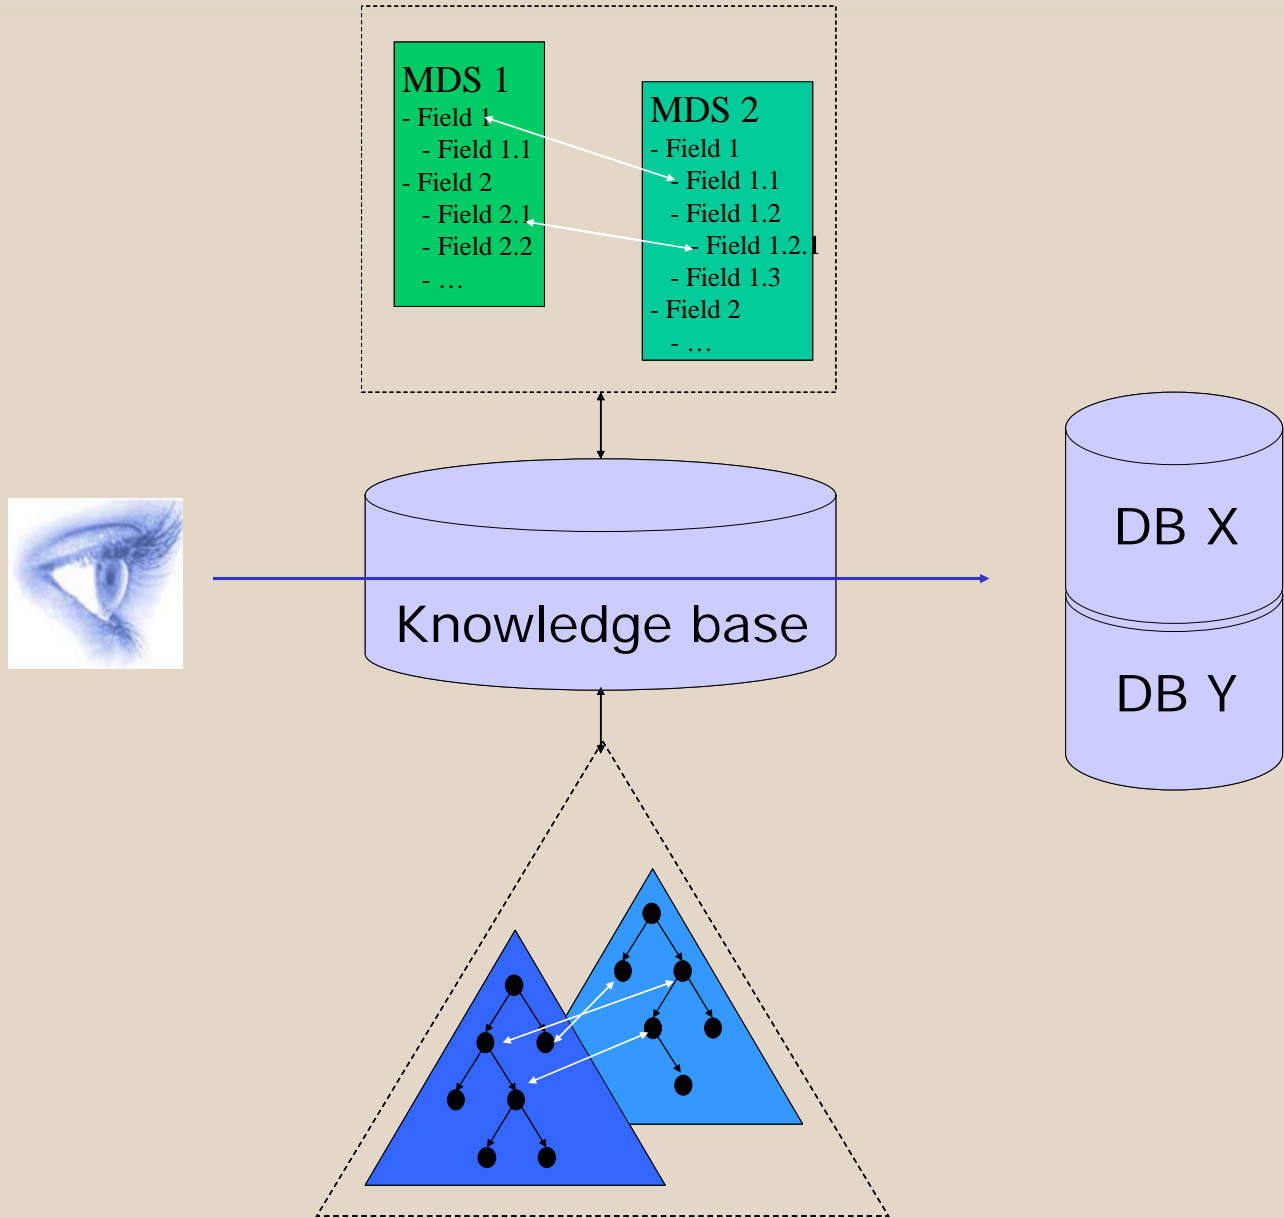 MDS 1
- Field 1
- Field 1.1
- Field 2
- Field 2.1
- Field 2.2
- …
MDS 2
- Field 1
- Field 1.1
- Field 1.2
- Field 1.2.1
- Field 1.3
- Field 2
- …
Knowledge base
DB X
DB Y